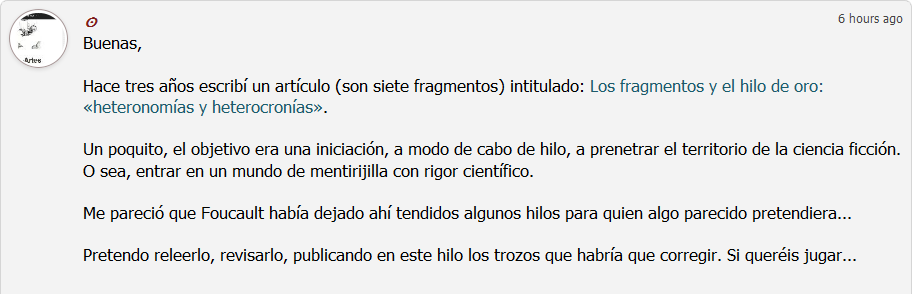 6 hours ago
Buenas,
Hace tres años escribí un artículo (son siete fragmentos) intitulado: Los fragmentos y el hilo de oro:
«heteronomías y heterocronías».
Un poquito, el objetivo era una iniciación, a modo de cabo de hilo, a prenetrar el territorio de la ciencia ficción.
O sea, entrar en un mundo de mentirijilla con rigor científico.
Me pareció que Foucault había dejado ahí tendidos algunos hilos para quien algo parecido pretendiera...
Pretendo releerlo, revisarlo, publicando en este hilo los trozos que habría que corregir. Si queréis jugar...
Artes